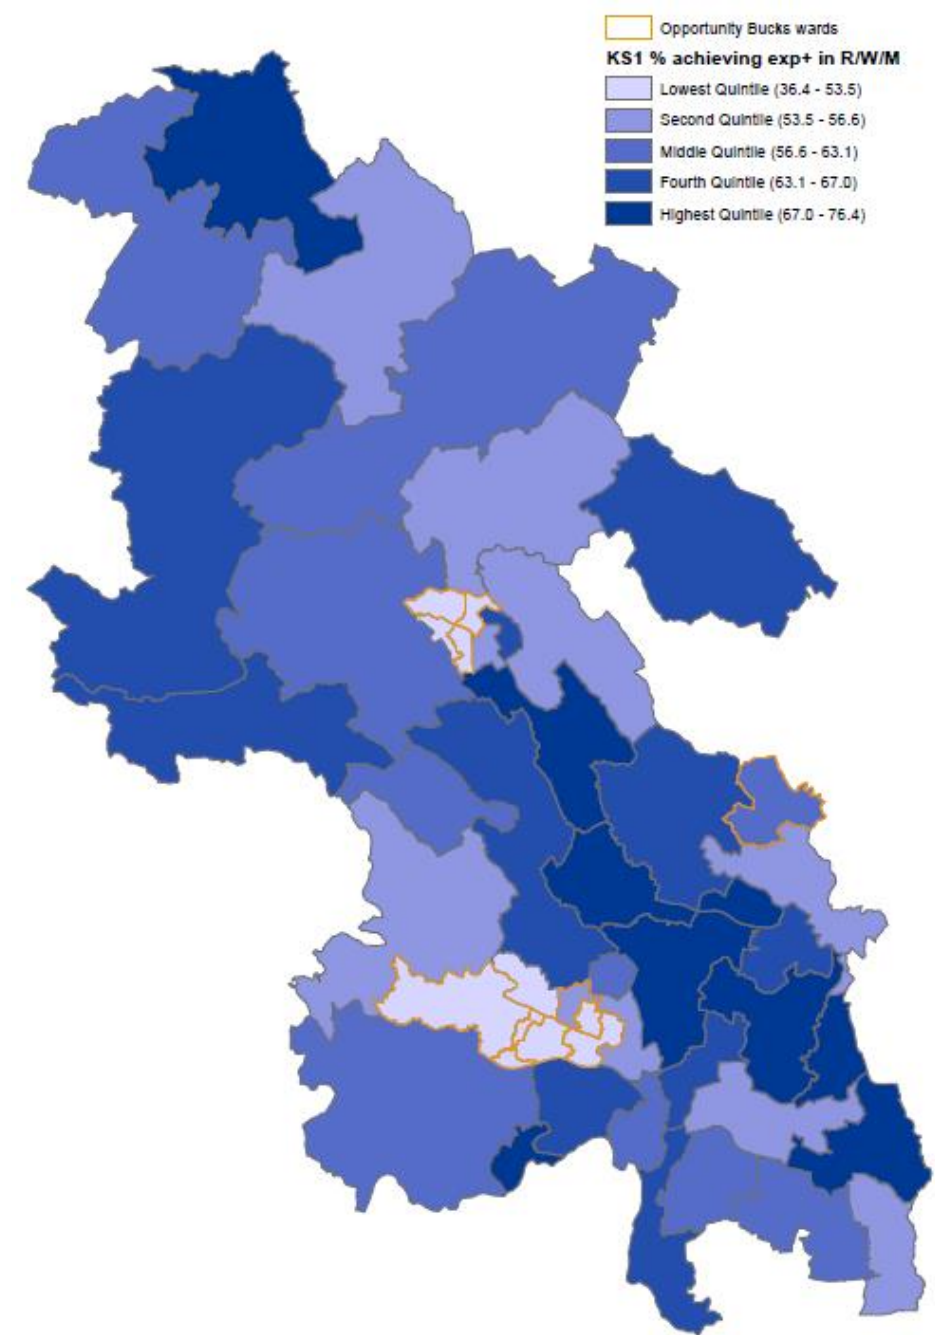 Opportunity Bucks wards
KS1 % achieving exp+ in R/W/M
Lowest Quintile (36.4 - 53.5)
Second Quintile (53.5 - 56.6)
Middle Quintile (56.6 - 63.1)
Fourth Quintile (63.1 - 67.0)
Highest Quintile (67.0 - 76.4)